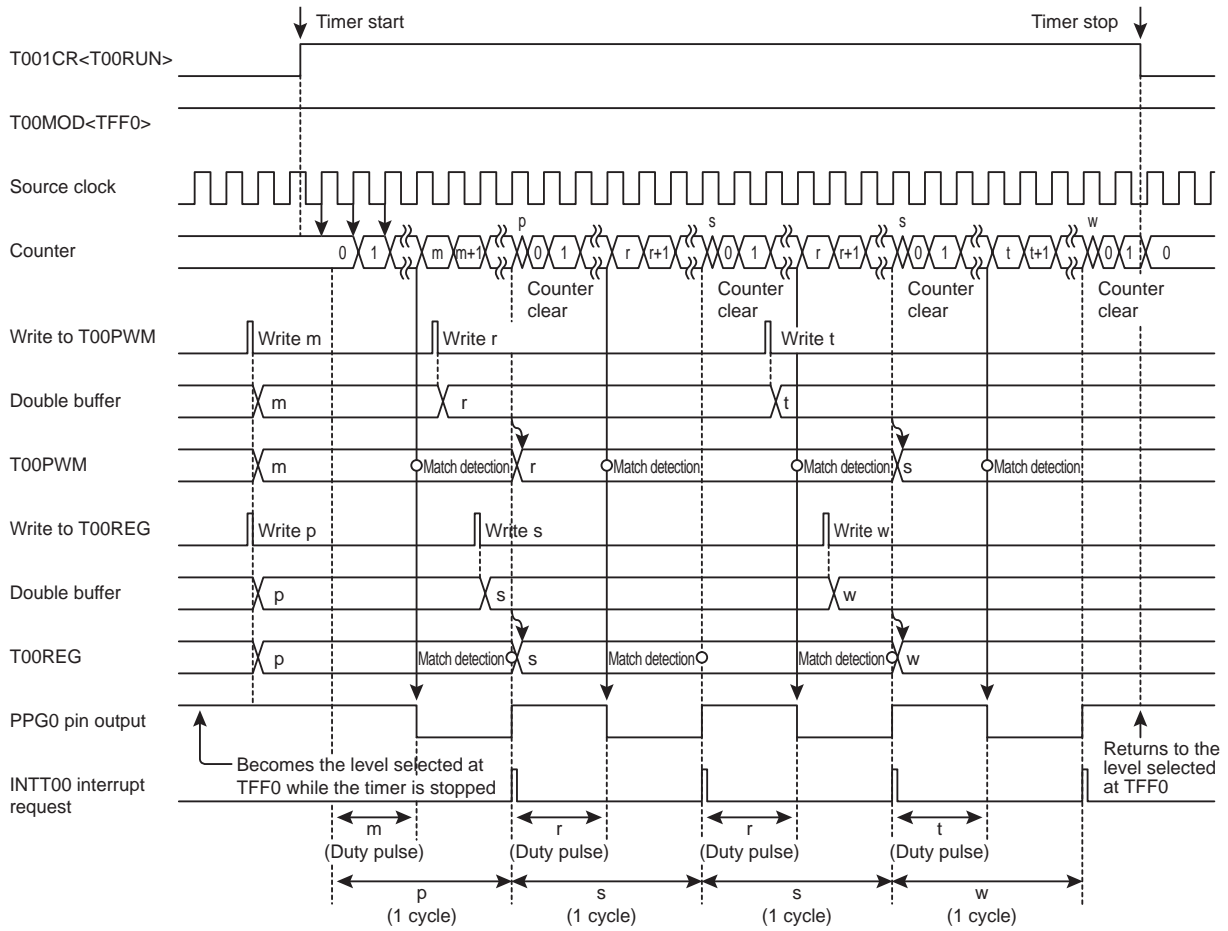 Timer start
Timer stop
T001CR<T00RUN>
T00MOD<TFF0>
Source clock
p s s w
Counter 0 1 m m+1 0 1 r r+1 0 1 r r+1 0 1 t t+1 0 1 0
Counter clear
Counter clear
Counter clear
Counter clear
Write to T00PWM Write m Write r Write t
Double buffer m r t
T00PWM m Match detection r Match detection Match detection s Match detection
Write to T00REG Write p Write s Write w
Double buffer p s w
T00REG p Match detection s Match detection Match detection w
PPG0 pin output
Becomes the level selected at
TFF0 while the timer is stopped
Returns to the
level selected
at TFF0
INTT00 interrupt
request
m r r t
(Duty pulse) (Duty pulse) (Duty pulse) (Duty pulse)
p s s w
(1 cycle) (1 cycle) (1 cycle) (1 cycle)